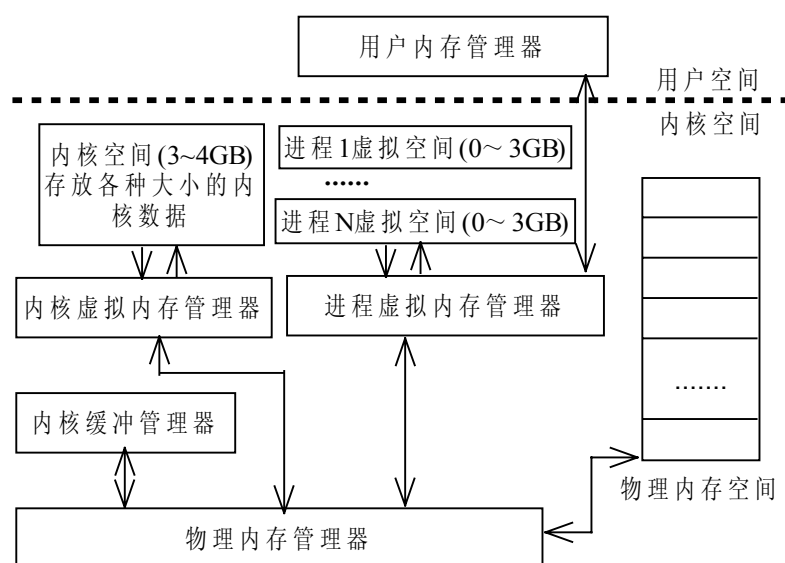 用户内存管理器
用户空间
内核空间
内核空间(3~4GB)
存放各种大小的内
核数据
进程1虚拟空间(0～3GB)
......
进程N虚拟空间(0～3GB)
内核虚拟内存管理器
进程虚拟内存管理器
.......
内核缓冲管理器
物理内存空间
物理内存管理器